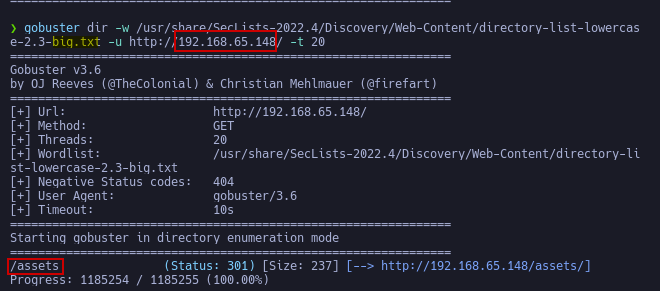 ===============================================================
❯ gobuster dir -w /usr/share/SecLists-2022.4/Discovery/Web-Content/directory-list-lowercas
e-2.3-big.txt -u http://192.168.65.148/ -t 20
===============================================================
Gobuster v3.6
by OJ Reeves (@TheColonial) & Christian Mehlmauer (@firefart)
===============================================================
[+] Url:                     http://192.168.65.148/
[+] Method:                  GET
[+] Threads:                 20
[+] Wordlist:                /usr/share/SecLists-2022.4/Discovery/Web-Content/directory-li
st-lowercase-2.3-big.txt
[+] Negative Status codes:   404
[+] User Agent:              gobuster/3.6
[+] Timeout:                 10s
===============================================================
Starting gobuster in directory enumeration mode
===============================================================
/assets               (Status: 301) [Size: 237] [--> http://192.168.65.148/assets/]
Progress: 1185254 / 1185255 (100.00%)